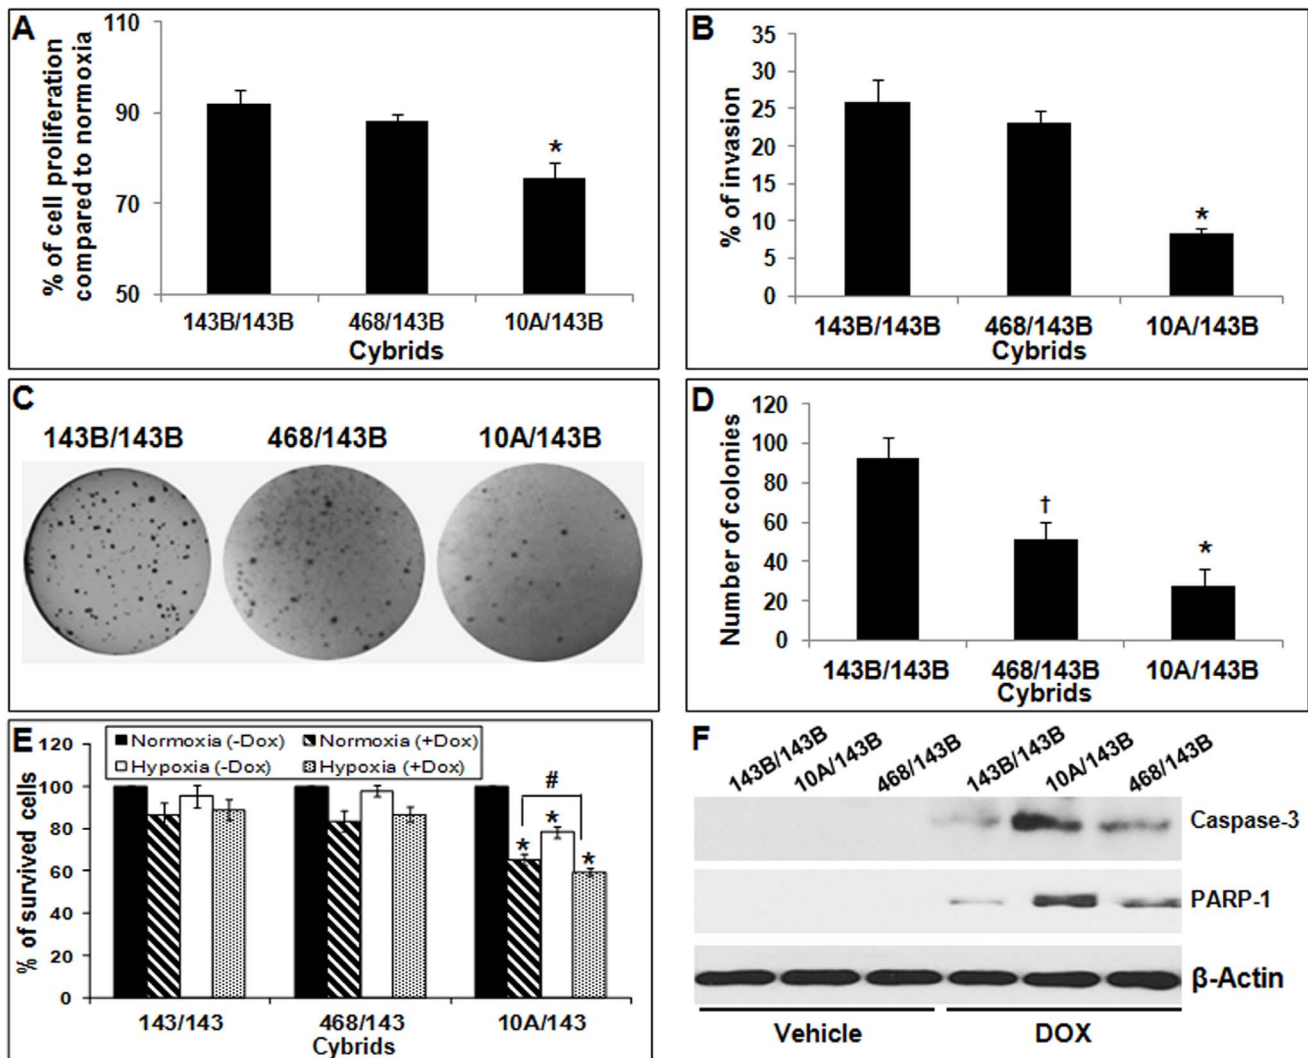 A
% of cell proliferation
compared to normoxia
110
90
70
50
*
143B/143B 468/143B 10A/143B
Cybrids
B
% of invasion
35
30
25
20
15
10
5
0
*
143B/143B 468/143B 10A/143B
Cybrids
C
143B/143B 468/143B 10A/143B
D
Number of colonies
120
100
80
60
40
20
0
†
*
143B/143B 468/143B 10A/143B
Cybrids
E
% of survived cells
120
100
80
60
40
20
0
Normoxia (-Dox) Normoxia (+Dox)
Hypoxia (-Dox) Hypoxia (+Dox)
#
* * *
143/143 468/143 10A/143
Cybrids
F
143B/143B 10A/143B 468/143B 143B/143B 10A/143B 468/143B
Caspase-3
PARP-1
β-Actin
Vehicle DOX